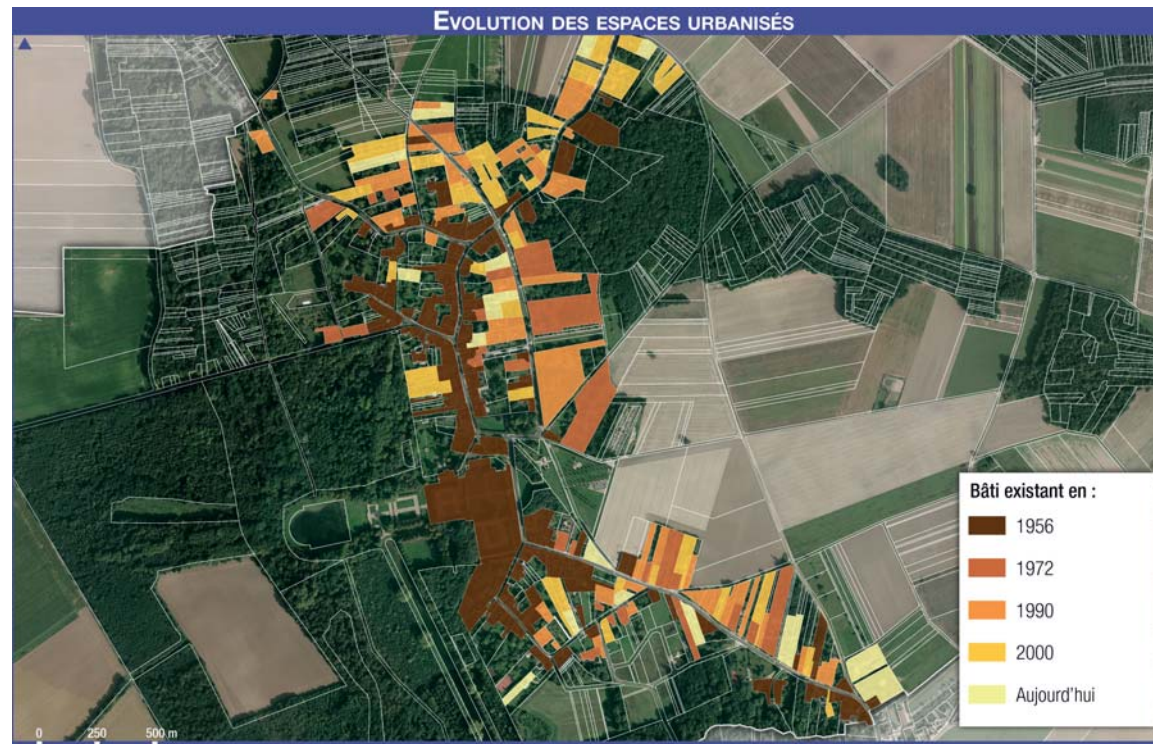 EVOLUTION DES ESPACES URBANISÉS
Bâti existant en :
1956
1972
1990
2000
Aujourd'hui
0 250 500 m